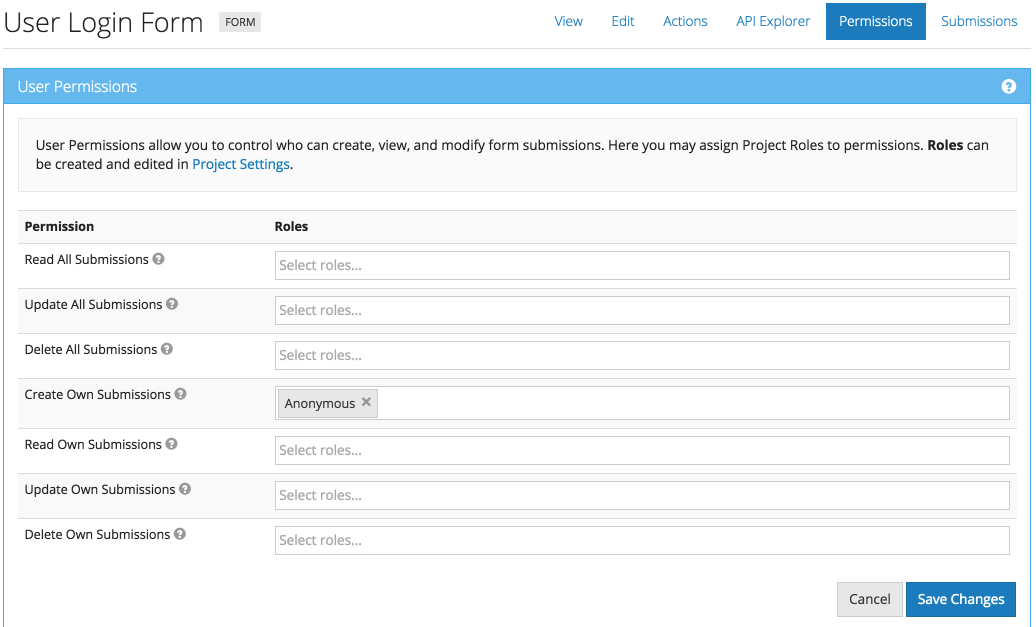 User Login Form FORM View Edit Actions API Explorer Permissions Submissions
User Permissions
User Permissions allow you to control who can create, view, and modify form submissions. Here you may assign Project Roles to permissions. Roles can
be created and edited in Project Settings.
Permission Roles
Read All Submissions Select roles...
Update All Submissions Select roles...
Delete All Submissions Select roles...
Create Own Submissions Anonymous
Read Own Submissions Select roles...
Update Own Submissions Select roles...
Delete Own Submissions Select roles...
Cancel Save Changes